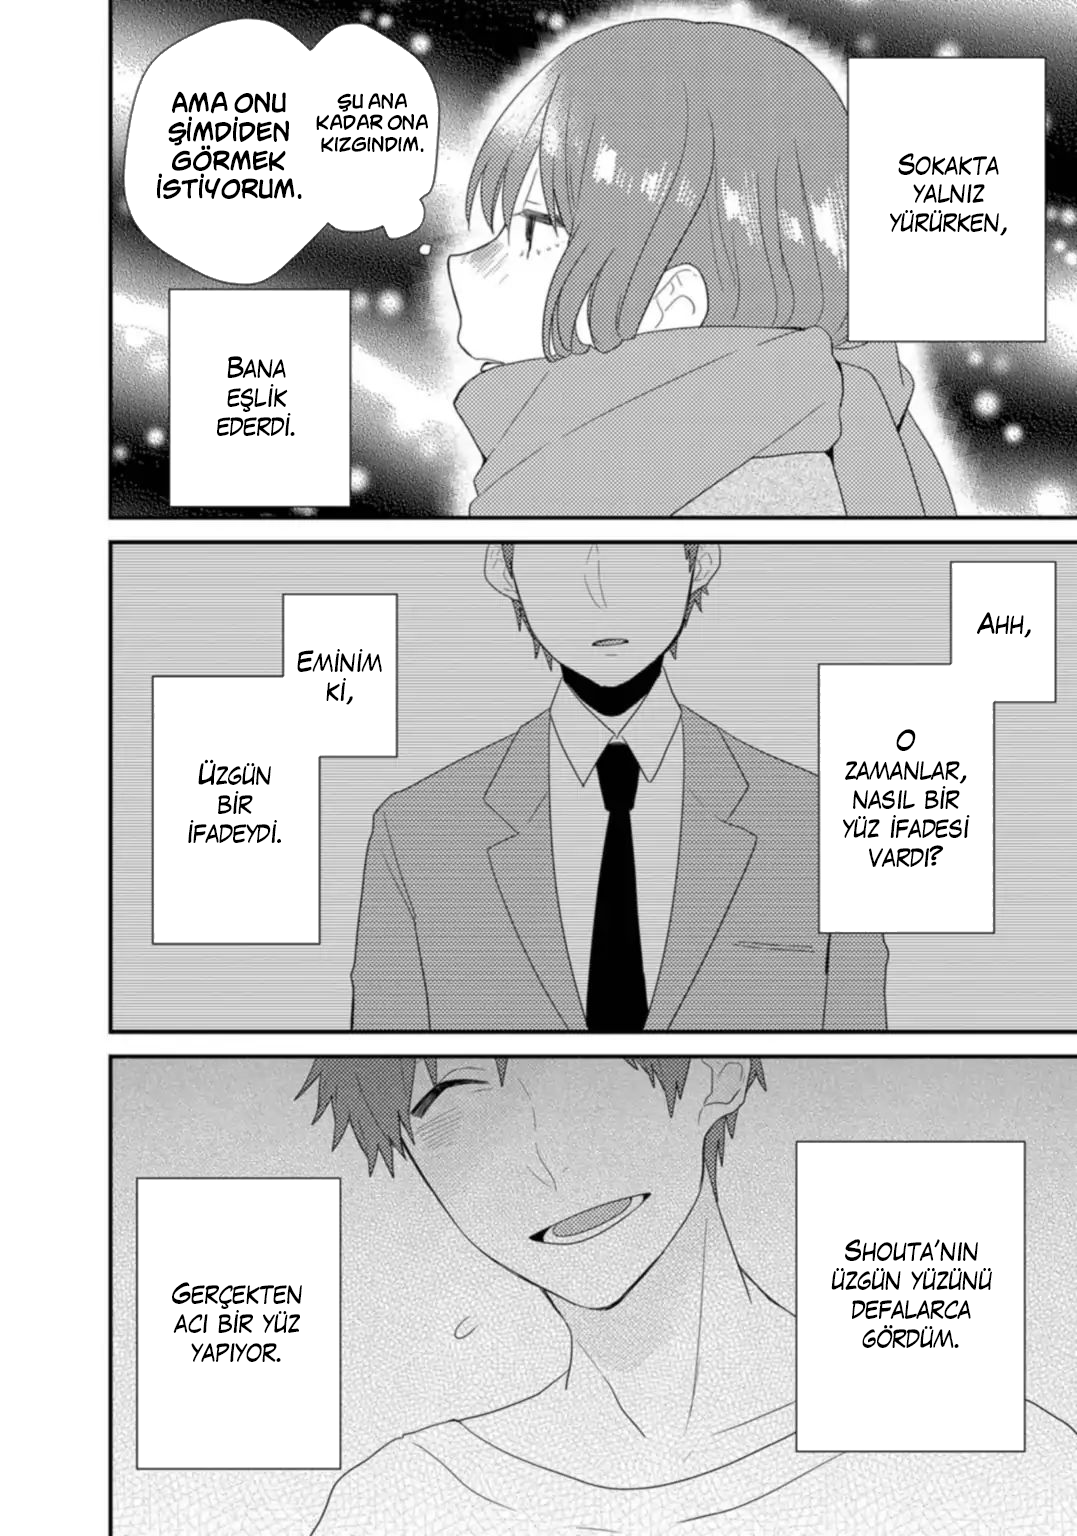 SOKAKTA
YALNIZ
YÜRÜRKEN,
ŞU ANA
KADAR ONA
KIZGINDIM.
AMA ONU
ŞİMDİDEN
GÖRMEK
İSTİYORUM.
BANA
EŞLİK
EDERDİ.
AHH,
O
ZAMANLAR,
NASIL BİR
YÜZ İFADESİ
VARDI?
EMİNİM
Kİ,
ÜZGÜN
BİR
İFADEYDİ.
SHOUTA'NIN
ÜZGÜN YÜZÜNÜ
DEFALARCA
GÖRDÜM.
GERÇEKTEN
ACI BİR YÜZ
YAPIYOR.